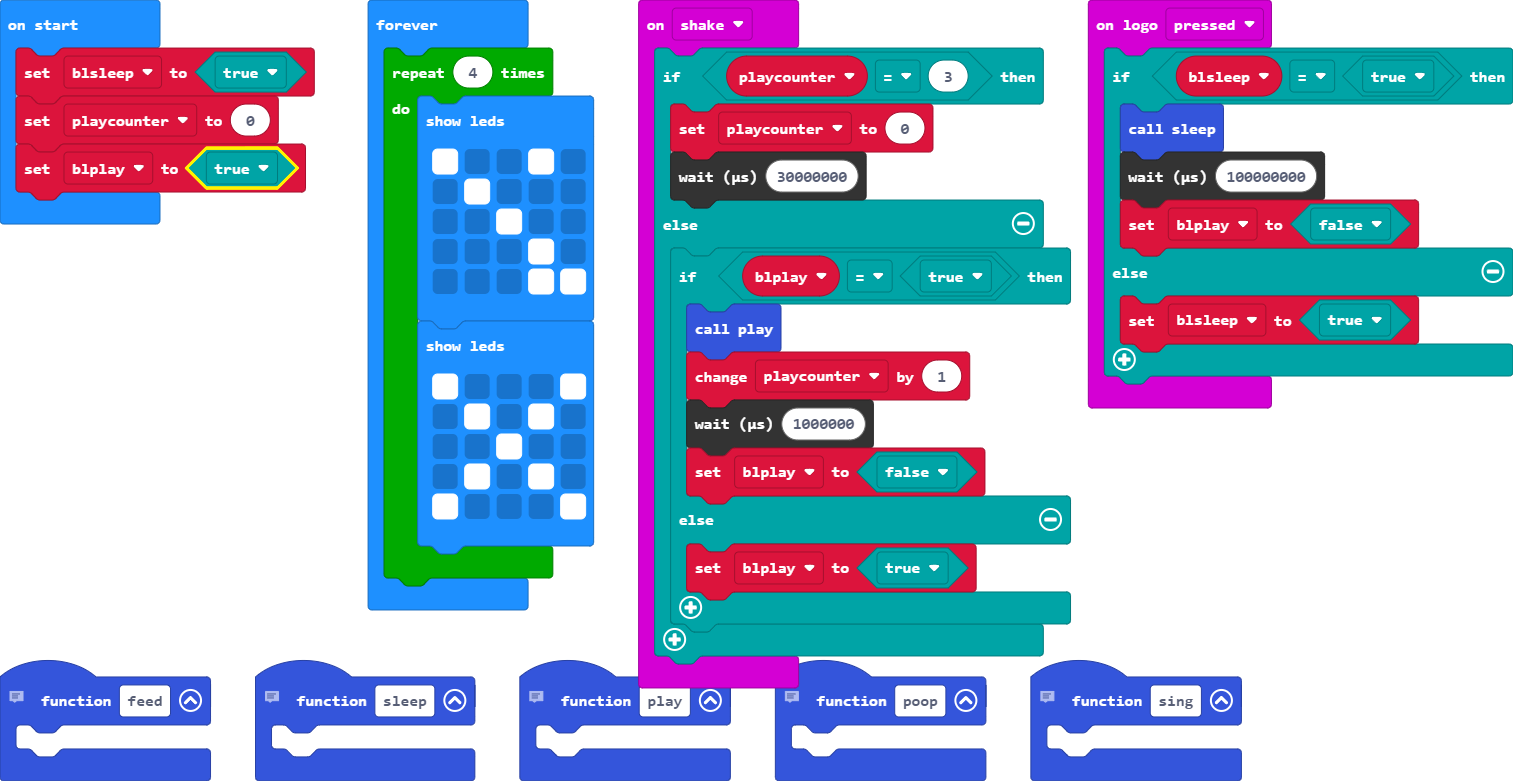 on start
set blsleep to true
set playcounter to 0
set blplay to true
forever
repeat 4 times
do
show leds
show leds
on shake
if playcounter = 3 then
set playcounter to 0
wait (µs) 30000000
else
if blplay = true then
call play
change playcounter by 1
wait (µs) 1000000
set blplay to false
else
set blplay to true
on logo pressed
if blsleep = true then
call sleep
wait (µs) 100000000
set blplay to false
else
set blsleep to true
function feed
function sleep
function play
function poop
function sing